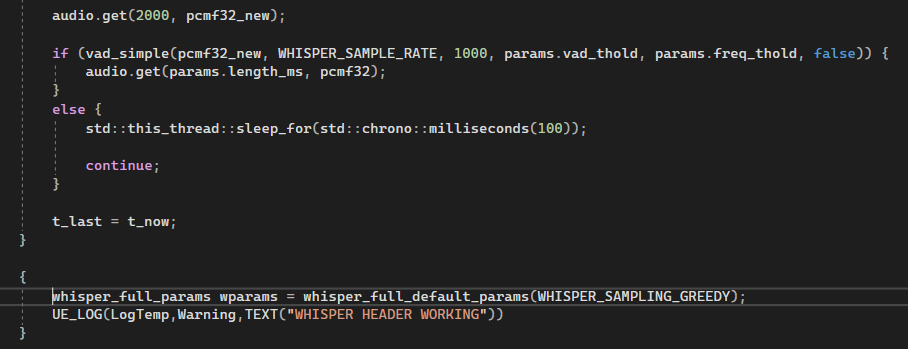 audio.get(2000, pcmf32_new);
if (vad_simple(pcmf32_new, WHISPER_SAMPLE_RATE, 1000, params.vad_thold, params.freq_thold, false)) {
audio.get(params.length_ms, pcmf32);
}
else {
std::this_thread::sleep_for(std::chrono::milliseconds(100));
continue;
}
t_last = t_now;
}
{
whisper_full_params wparams = whisper_full_default_params(WHISPER_SAMPLING_GREEDY);
UE_LOG(LogTemp,Warning,TEXT("WHISPER HEADER WORKING"))
}